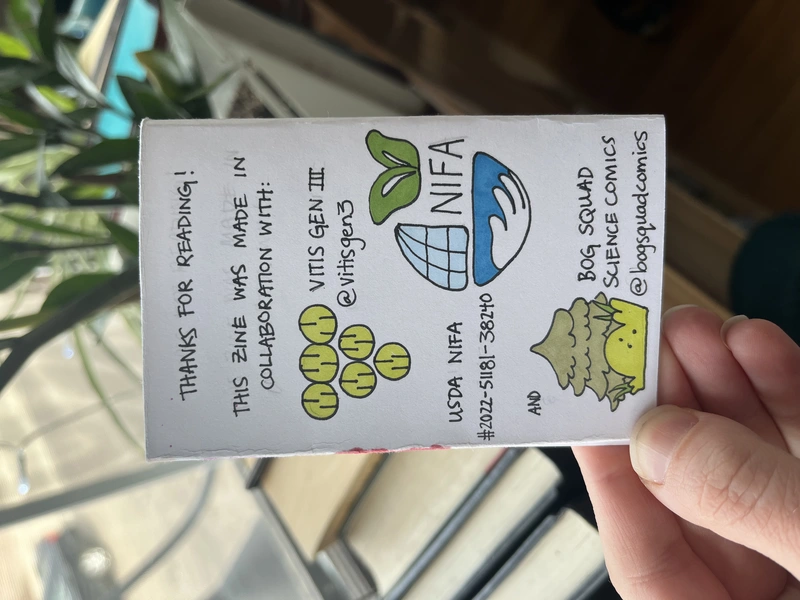 THANKS FOR READING!
THIS ZINE WAS MADE IN
COLLABORATION WITH:
VITIS GEN III
@vitisgen3
USDA NIFA
#2022-51181-38240
NIFA
AND
BOG SQUAD
SCIENCE COMICS
@bogsquadcomics